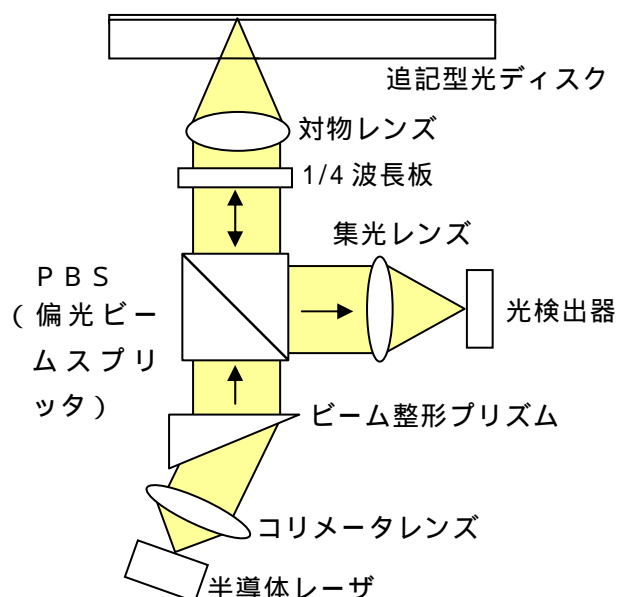 追記型光ディスク
対物レンズ
1/4 波長板
集光レンズ
PBS
(偏光ビー
ムスプリ
ッタ)
光検出器
ビーム整形プリズム
コリメータレンズ
半導体レーザ